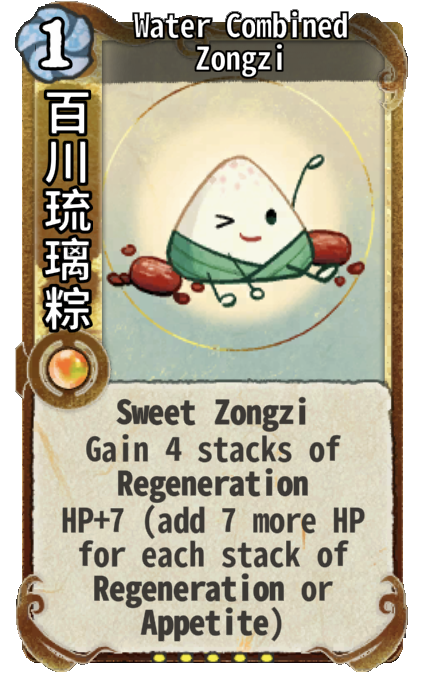 1
Water Combined
Zongzi
百川琉璃粽
Sweet Zongzi
Gain 4 stacks of
Regeneration
HP+7 (add 7 more HP
for each stack of
Regeneration or
Appetite)